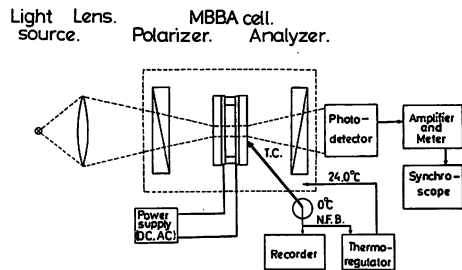 Light Lens. MBBA cell.
source. Polarizer. Analyzer.
Photo-
detector
Amplifier
and
Meter
T.C.
24.0°C
Synchro-
scope
0°C
N.F.B.
Power
supply
(DC, AC)
Recorder
Thermo-
regulator